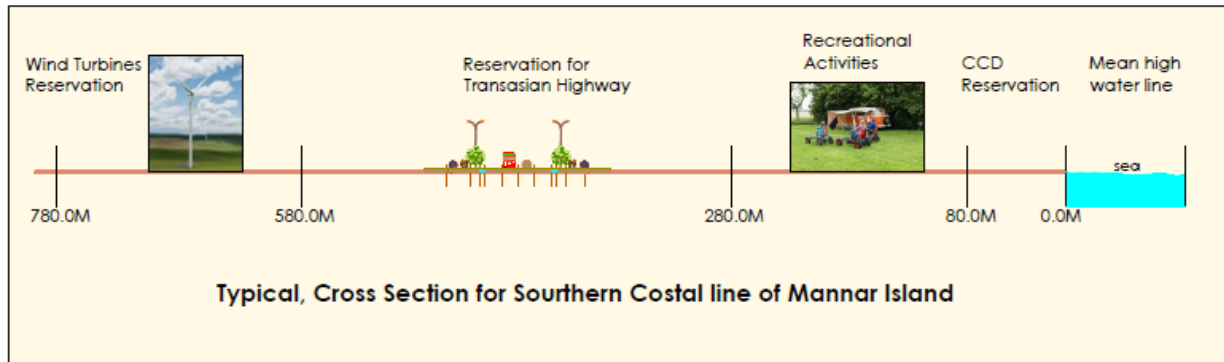 Wind Turbines
Reservation
Reservation for
Transasian Highway
Recreational
Activities
CCD
Reservation
Mean high
water line
sea
780.0M
580.0M
280.0M
80.0M
0.0M
Typical, Cross Section for Sourthern Costal line of Mannar Island